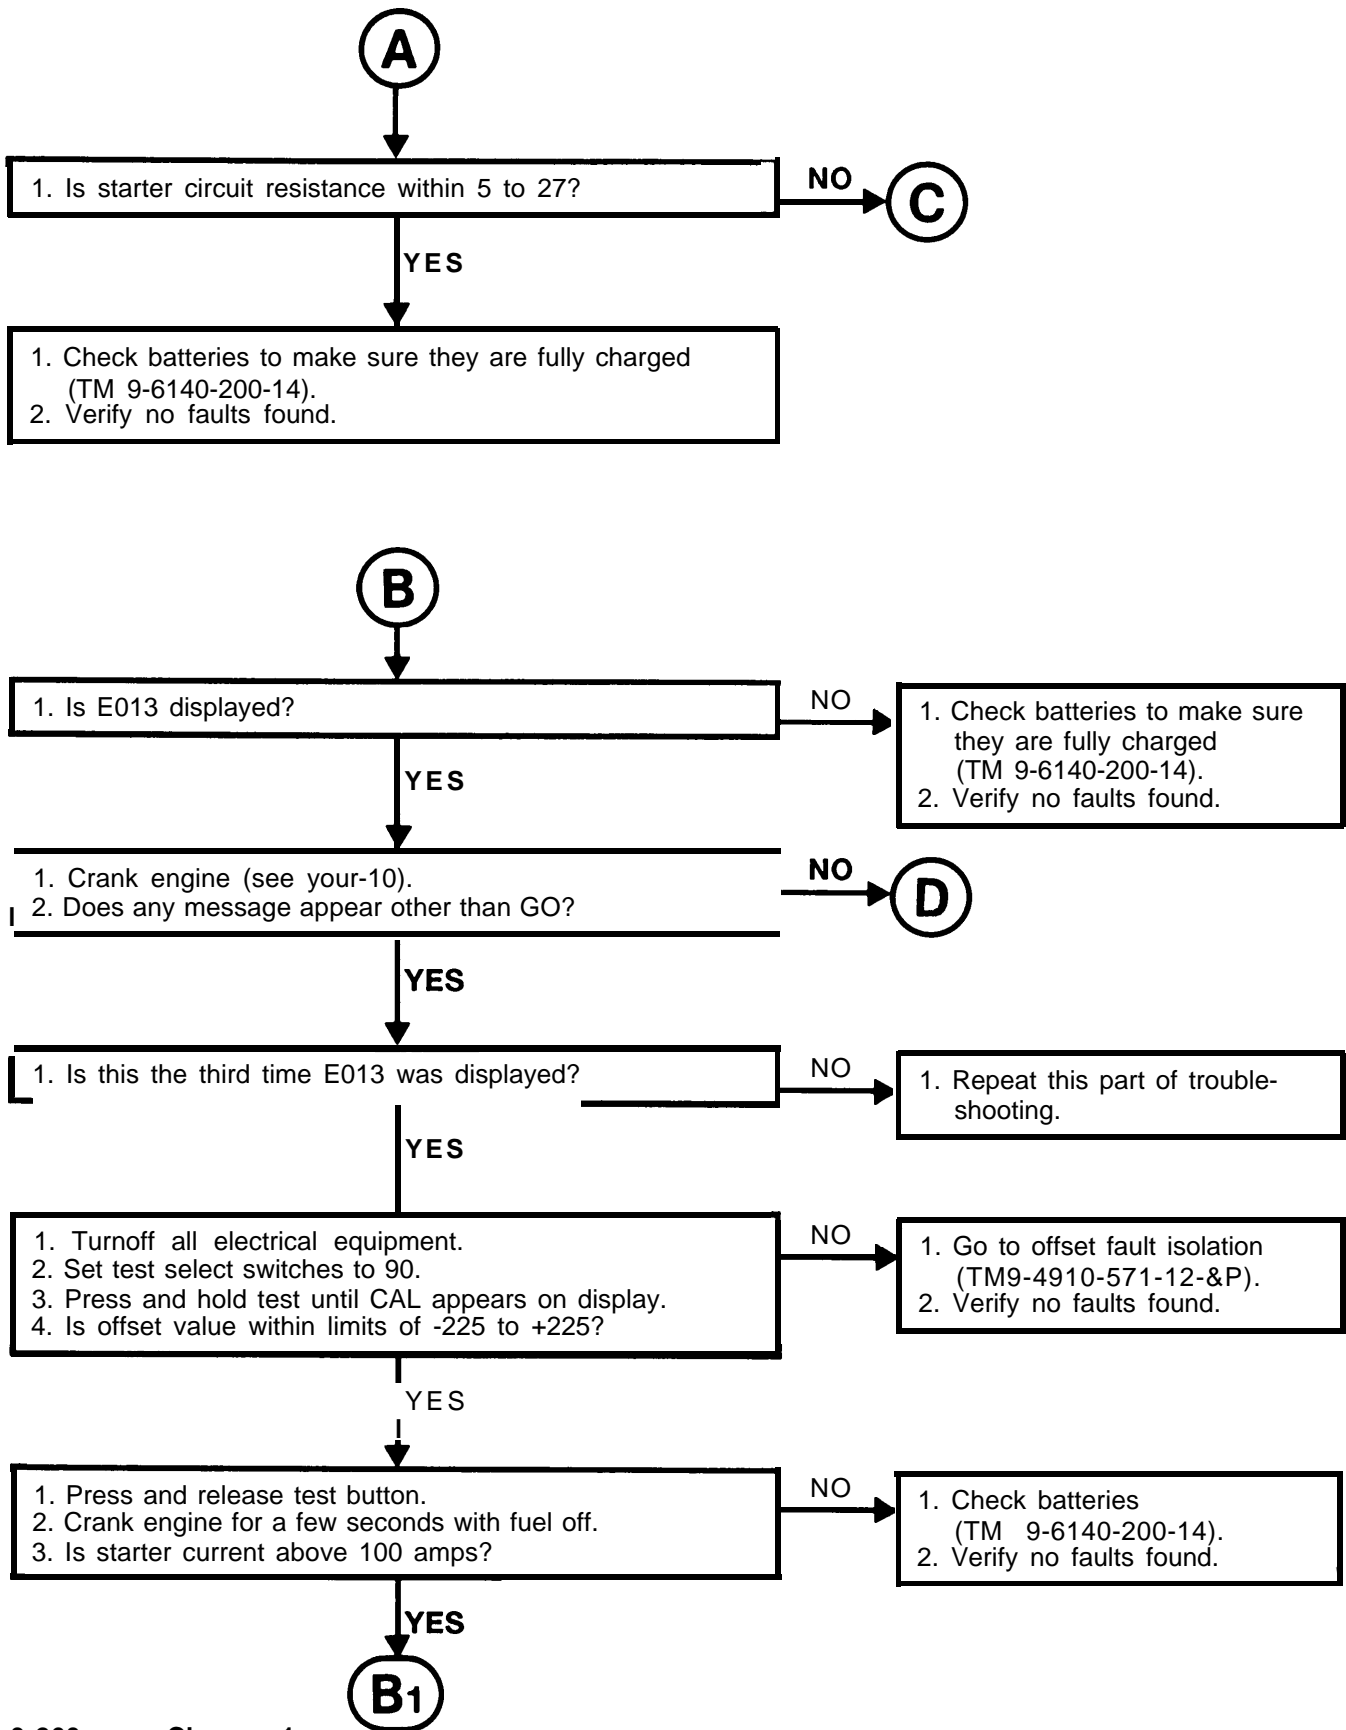 A
1. Is starter circuit resistance within 5 to 27?
NO
C
YES
1. Check batteries to make sure they are fully charged
(TM 9-6140-200-14).
2. Verify no faults found.
B
1. Is E013 displayed?
NO
1. Check batteries to make sure
they are fully charged
(TM 9-6140-200-14).
2. Verify no faults found.
YES
1. Crank engine (see your-10).
2. Does any message appear other than GO?
NO
D
YES
1. Is this the third time E013 was displayed?
NO
1. Repeat this part of trouble-
shooting.
YES
1. Turnoff all electrical equipment.
2. Set test select switches to 90.
3. Press and hold test until CAL appears on display.
4. Is offset value within limits of -225 to +225?
NO
1. Go to offset fault isolation
(TM9-4910-571-12-&P).
2. Verify no faults found.
YES
1. Press and release test button.
2. Crank engine for a few seconds with fuel off.
3. Is starter current above 100 amps?
NO
1. Check batteries
(TM 9-6140-200-14).
2. Verify no faults found.
YES
B1